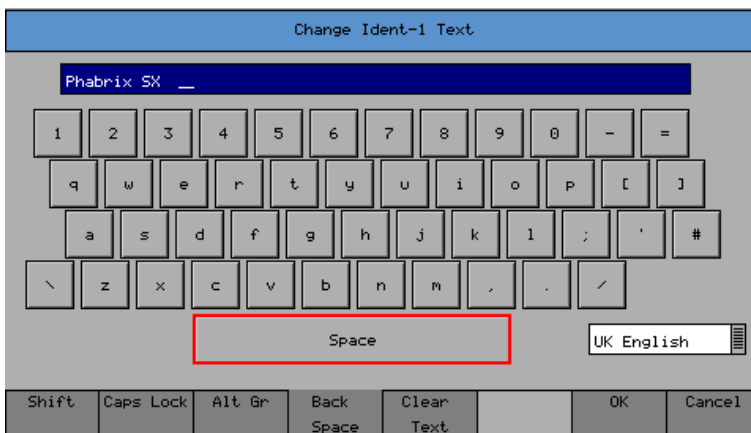 Change Ident-1 Text
Phabrix SX __
1 2 3 4 5 6 7 8 9 0 - =
q w e r t y u i o p [ ]
a s d f g h j k l ; ' #
\ z x c v b n m , . /
Space
UK English
Shift Caps Lock Alt Gr Back Space Clear Text OK Cancel